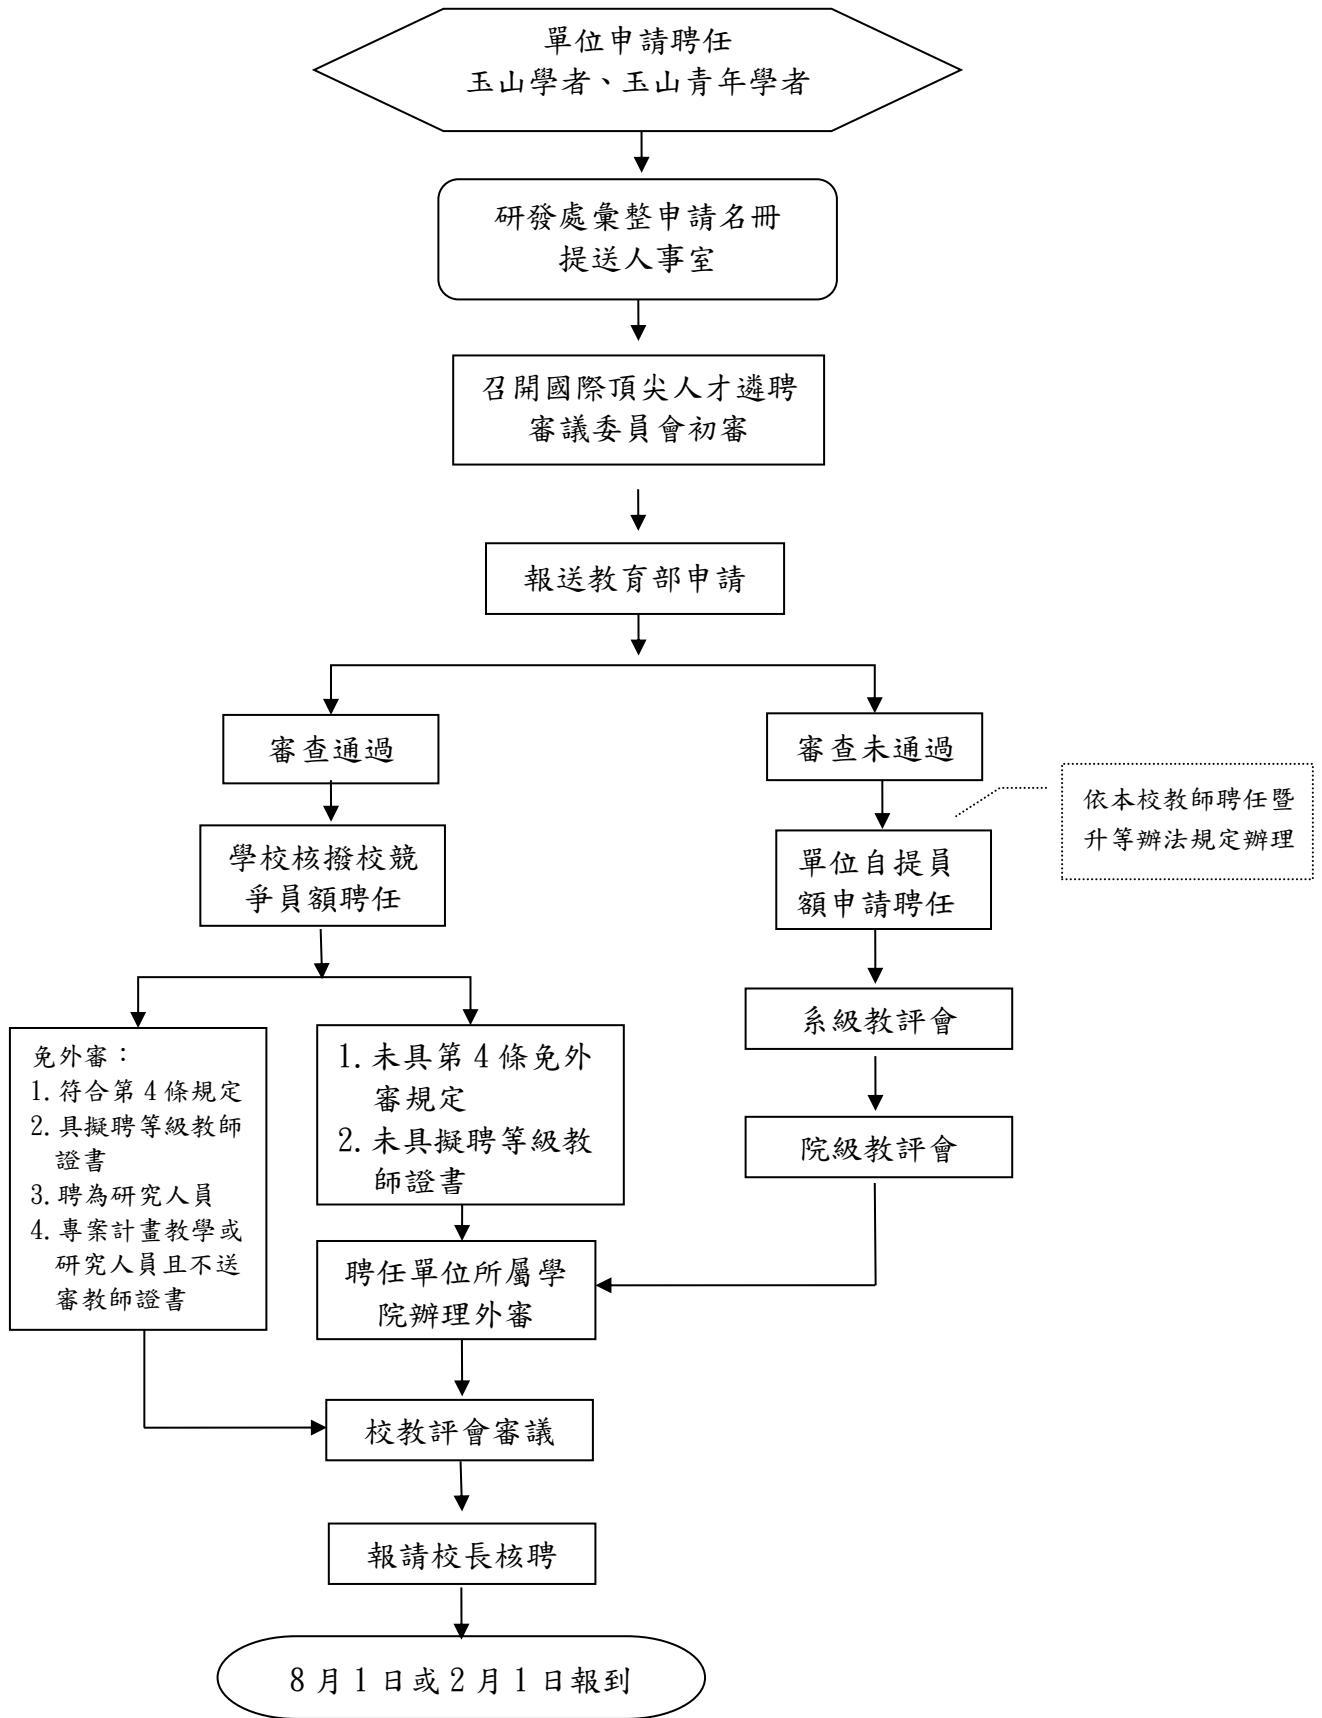 單位申請聘任
玉山學者、玉山青年學者
研發處彙整申請名冊
提送人事室
召開國際頂尖人才遴聘
審議委員會初審
報送教育部申請
審查通過
審查未通過
依本校教師聘任暨
升等辦法規定辦理
學校核撥校競
爭員額聘任
單位自提員
額申請聘任
系級教評會
院級教評會
免外審：
1. 符合第 4 條規定
2. 具擬聘等級教師
證書
3. 聘為研究人員
4. 專案計畫教學或
研究人員且不送
審教師證書
1. 未具第 4 條免外
審規定
2. 未具擬聘等級教
師證書
聘任單位所屬學
院辦理外審
校教評會審議
報請校長核聘
8 月 1 日或 2 月 1 日報到